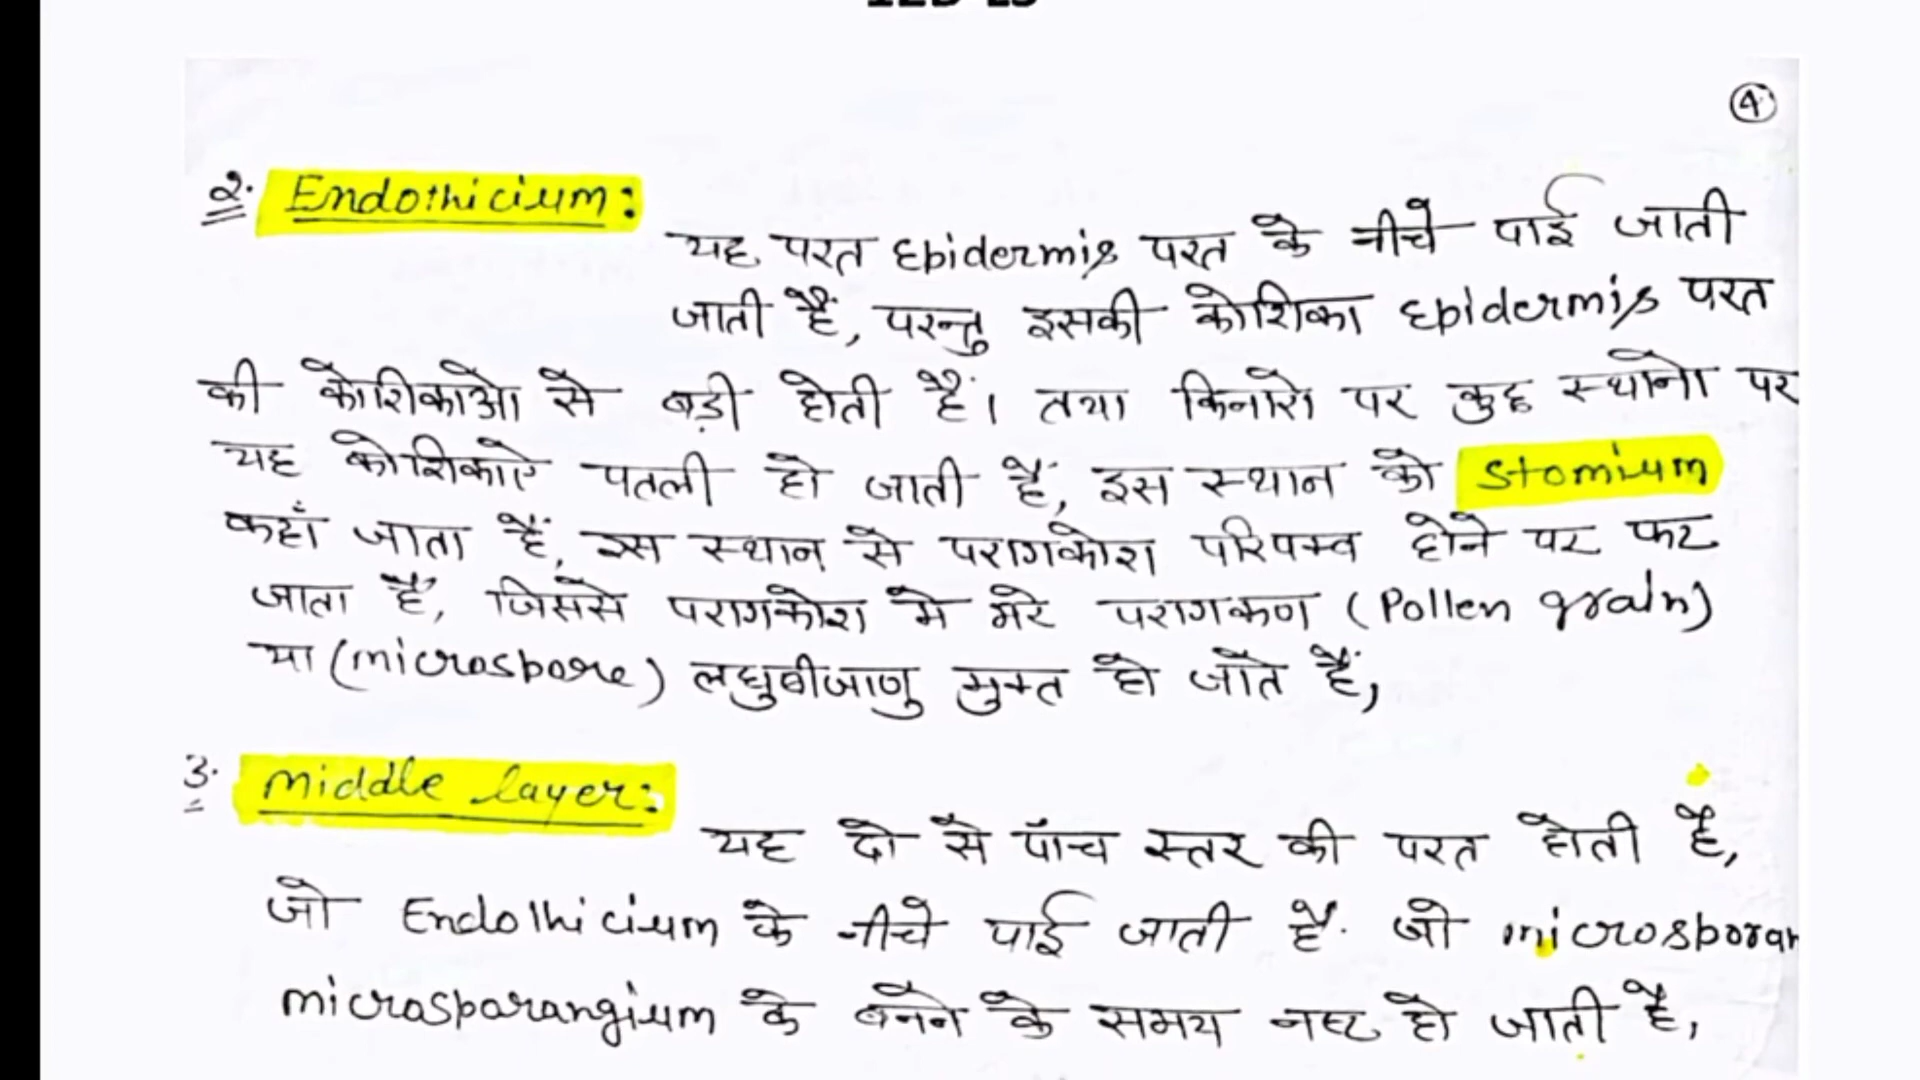 ④
2. Endothicium:
यह परत Epidermis परत के नीचे पाई जाती
जाती हैं, परन्तु इसकी कोशिका Epidermis परत
की कोशिकाओ से बड़ी होती हैं। तथा किनारो पर कुछ स्थानो पर
यह कोशिकाऐ पतली हो जाती हैं, इस स्थान को Stomium
कहाँ जाता हैं, इस स्थान से परागकोश परिपक्व होने पर फट
जाता हैं, जिससे परागकोश मे भरे परागकण (Pollen grain)
या (microspore) लघुबीजाणु मुक्त हो जाते हैं,
3. middle layer:
यह दो से पाँच स्तर की परत होती है,
जो Endothicium के नीचे पाई जाती है. जो microsporan
microsporangium के बनने के समय नष्ट हो जाती है,